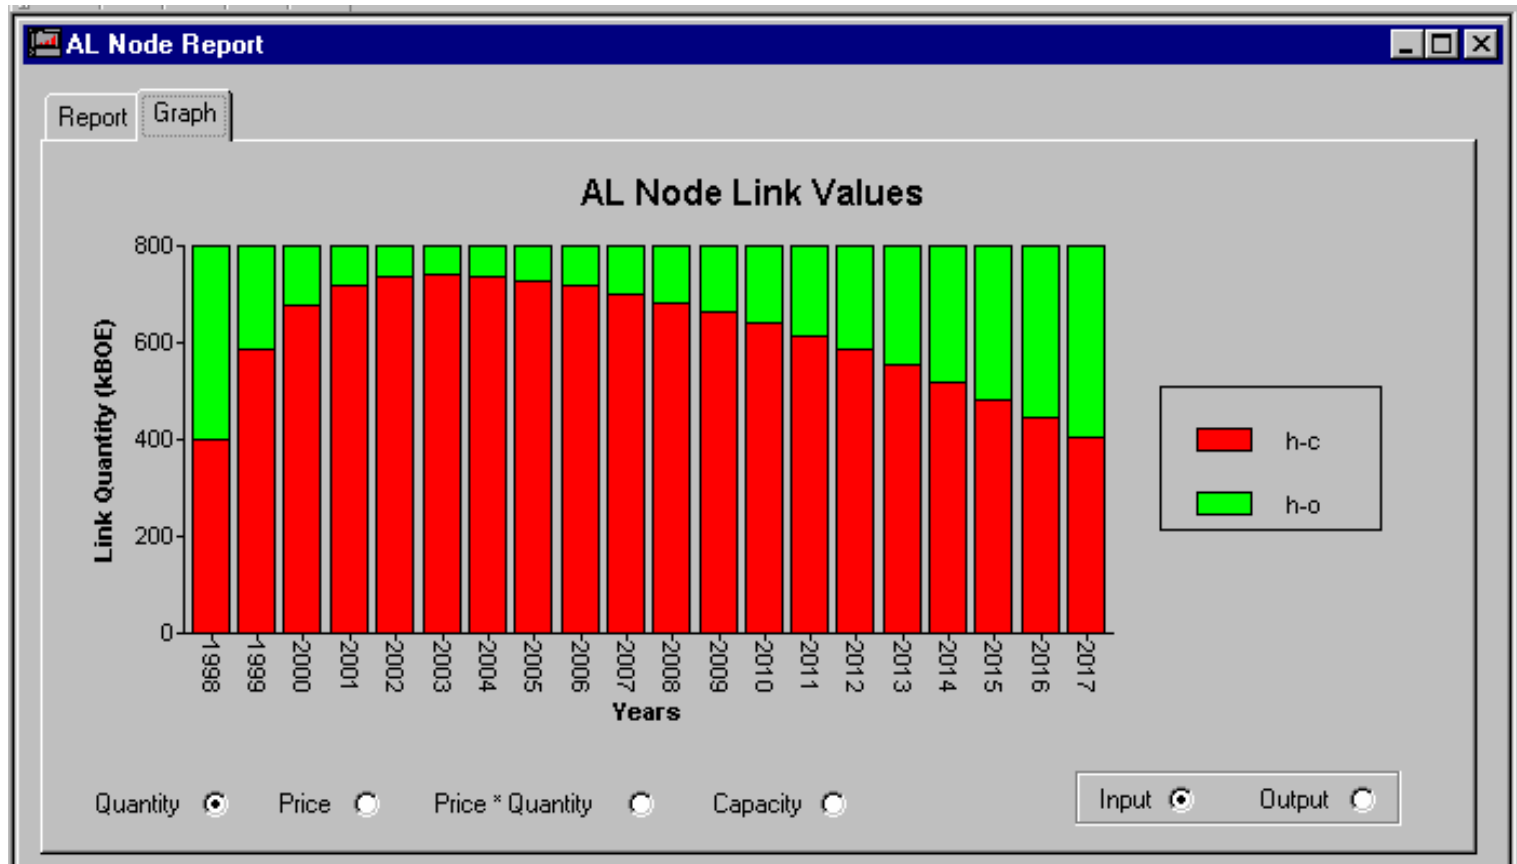 AL Node Report
Report Graph
AL Node Link Values
Link Quantity (kBOE)
800
600
400
200
0
1998 1999 2000 2001 2002 2003 2004 2005 2006 2007 2008 2009 2010 2011 2012 2013 2014 2015 2016 2017
Years
h-c
h-o
Quantity Price Price * Quantity Capacity Input Output